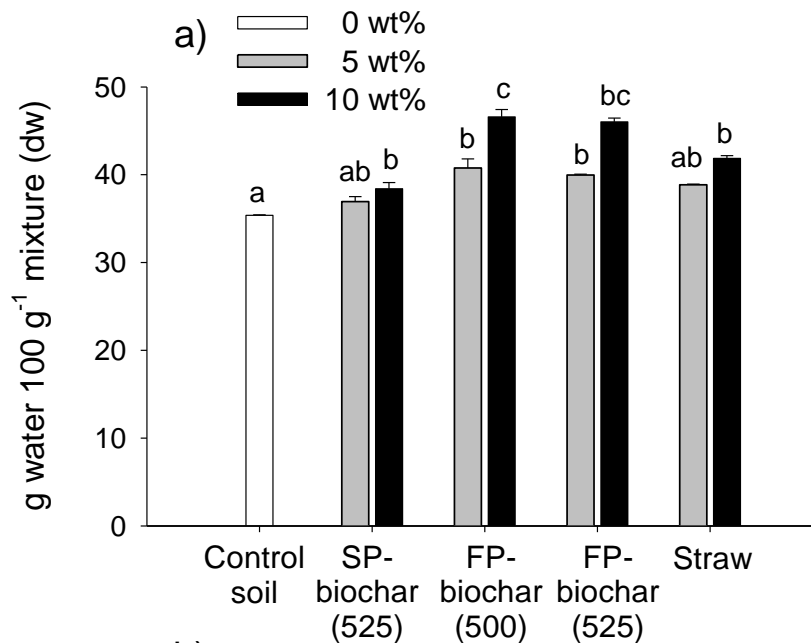 a)
0 wt%
5 wt%
10 wt%
g water 100 g⁻¹ mixture (dw)
50
40
30
20
10
0
a
ab
b
b
c
b
bc
ab
b
Control
soil
SP-
biochar
(525)
FP-
biochar
(500)
FP-
biochar
(525)
Straw